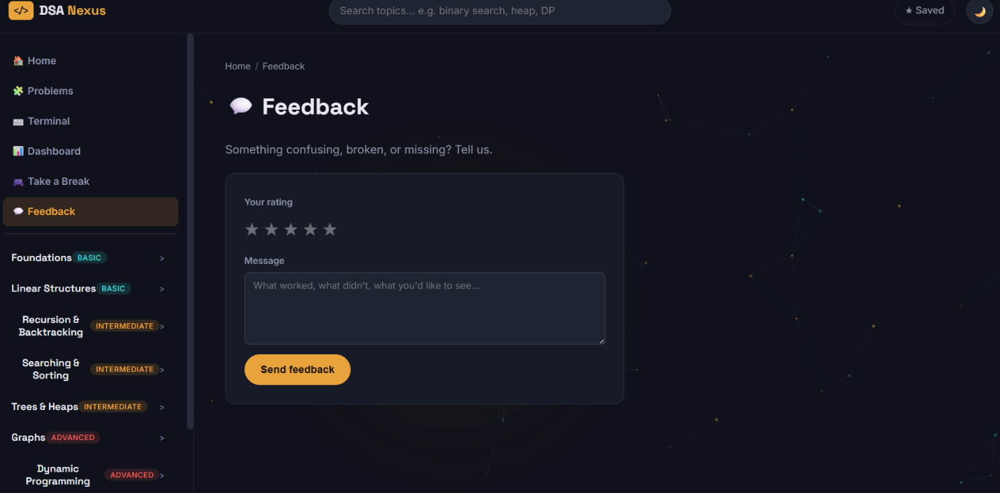 </> DSA Nexus
Search topics... e.g. binary search, heap, DP
★ Saved
Home
Problems
Terminal
Dashboard
Take a Break
Feedback
Foundations BASIC >
Linear Structures BASIC >
Recursion &
Backtracking INTERMEDIATE >
Searching &
Sorting INTERMEDIATE >
Trees & Heaps INTERMEDIATE >
Graphs ADVANCED >
Dynamic
Programming ADVANCED >
Home / Feedback
Feedback
Something confusing, broken, or missing? Tell us.
Your rating
★ ★ ★ ★ ★
Message
What worked, what didn't, what you'd like to see...
Send feedback